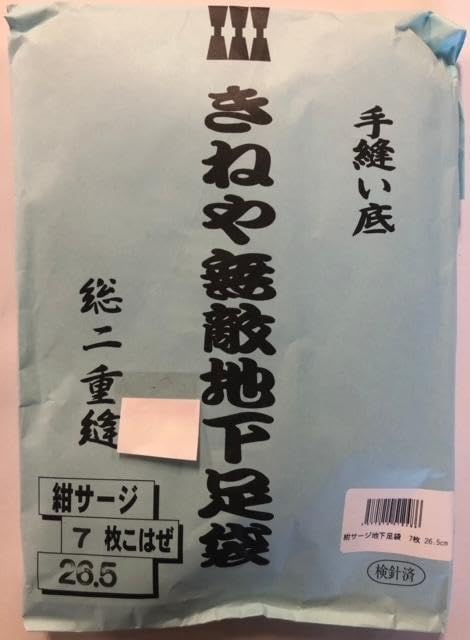 手縫い底
きねや無敵地下足袋
総二重縫
紺サージ
7 枚こはぜ
26.5
紺サージ地下足袋 7枚 26.5cm
検針済